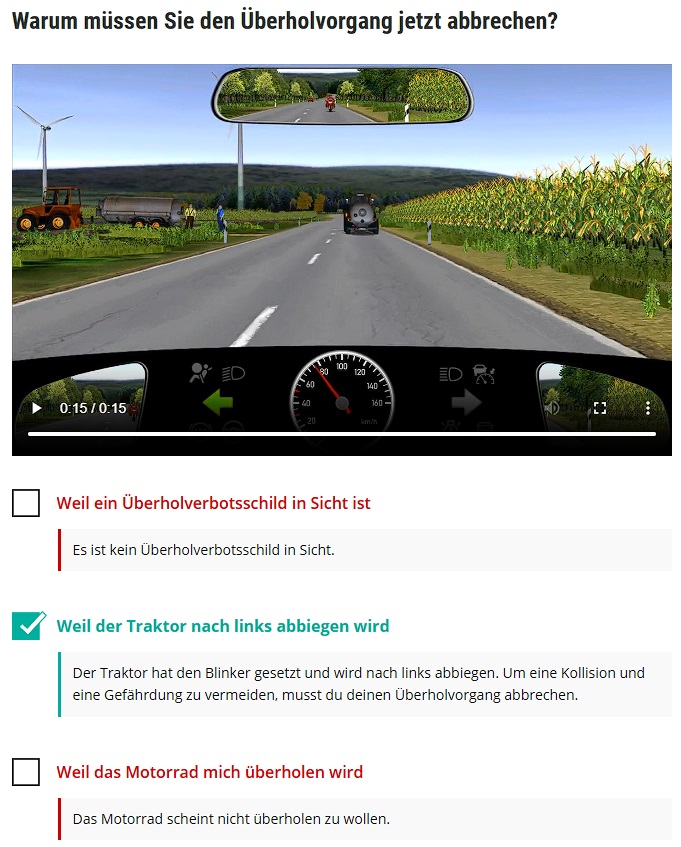 Warum müssen Sie den Überholvorgang jetzt abbrechen?
80 100 120
60 140
40 160
20 km/h
0:15 / 0:15
Weil ein Überholverbotsschild in Sicht ist
Es ist kein Überholverbotsschild in Sicht.
Weil der Traktor nach links abbiegen wird
Der Traktor hat den Blinker gesetzt und wird nach links abbiegen. Um eine Kollision und
eine Gefährdung zu vermeiden, musst du deinen Überholvorgang abbrechen.
Weil das Motorrad mich überholen wird
Das Motorrad scheint nicht überholen zu wollen.